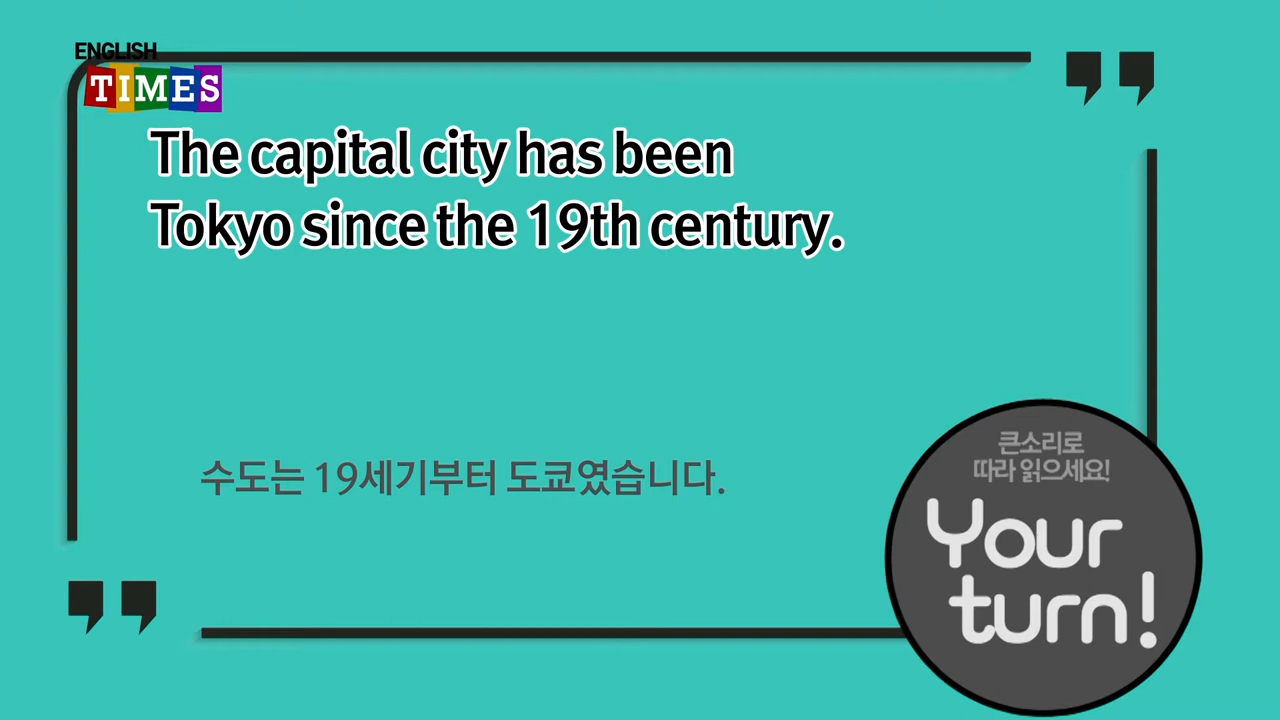 ENGLISH
TIMES
The capital city has been
Tokyo since the 19th century.
수도는 19세기부터 도쿄였습니다.
큰소리로
따라 읽으세요!
Your
turn!